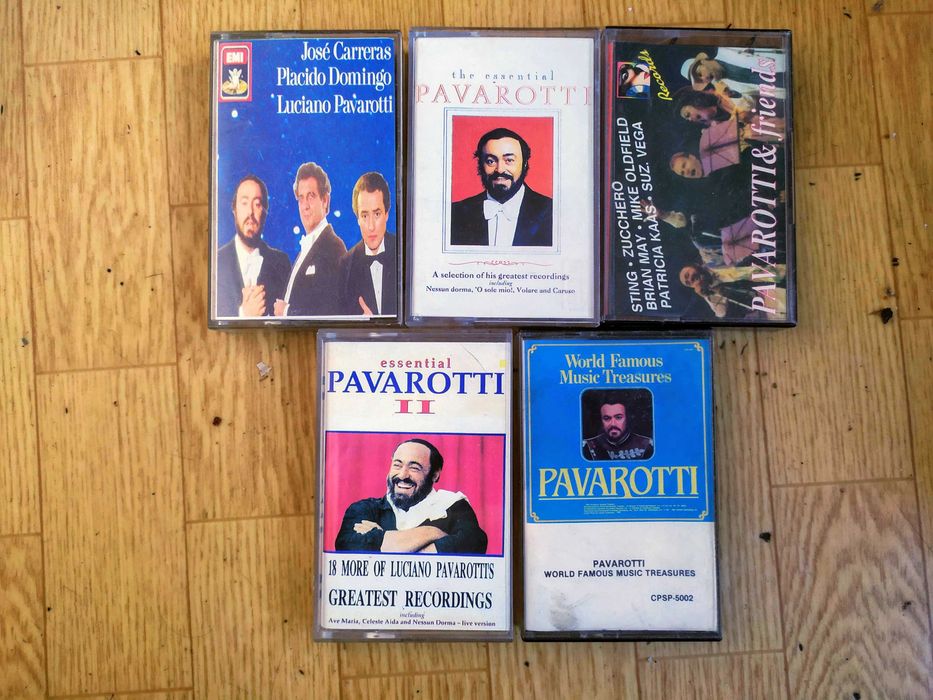 EMI
José Carreras
Placido Domingo
Luciano Pavarotti
the essential
PAVAROTTI
A selection of his greatest recordings
including
Nessun dorma, 'O sole mio!, Volare and Caruso
Records
STING • ZUCCHERO
BRIAN MAY • MIKE OLDFIELD
PATRICIA KAAS • SUZ. VEGA
PAVAROTTI & friends
essential
PAVAROTTI
II
18 MORE OF LUCIANO PAVAROTTI'S
GREATEST RECORDINGS
including
Ave Maria, Celeste Aida and Nessun Dorma - live version
World Famous
Music Treasures
PAVAROTTI
PAVAROTTI
WORLD FAMOUS MUSIC TREASURES
CPSP-5002